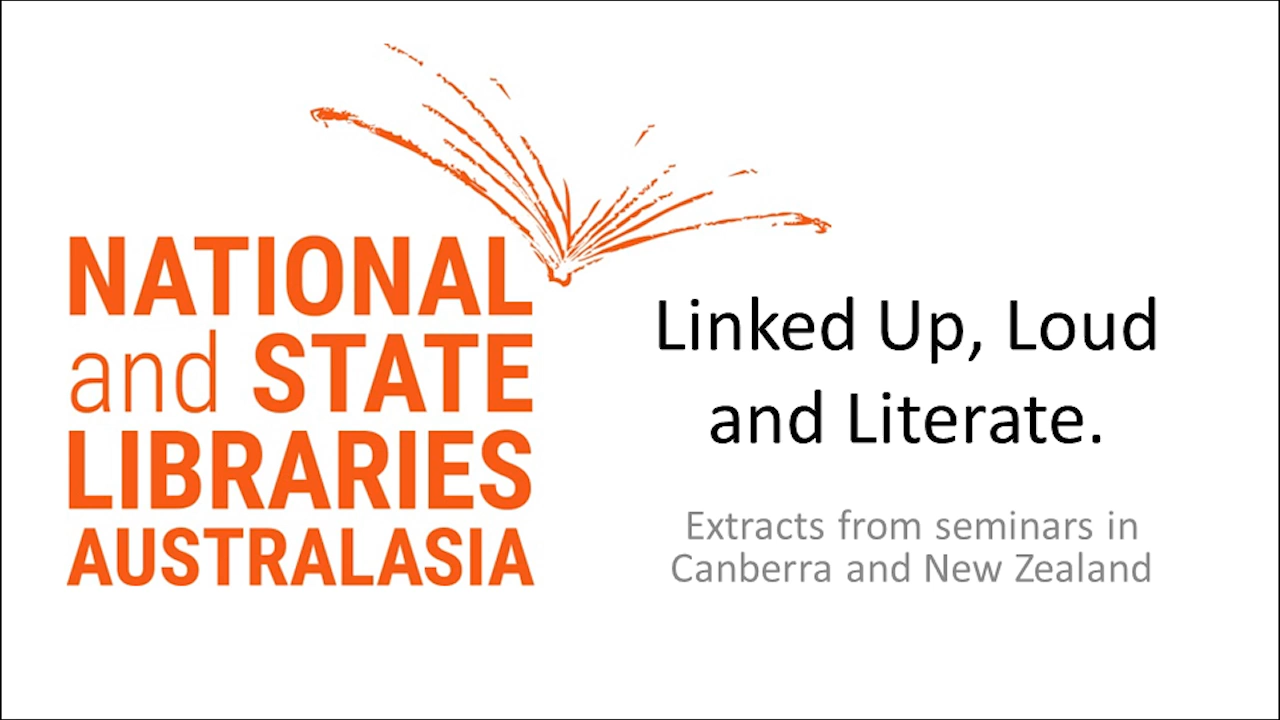 NATIONAL
and STATE
LIBRARIES
AUSTRALASIA
Linked Up, Loud
and Literate.
Extracts from seminars in
Canberra and New Zealand